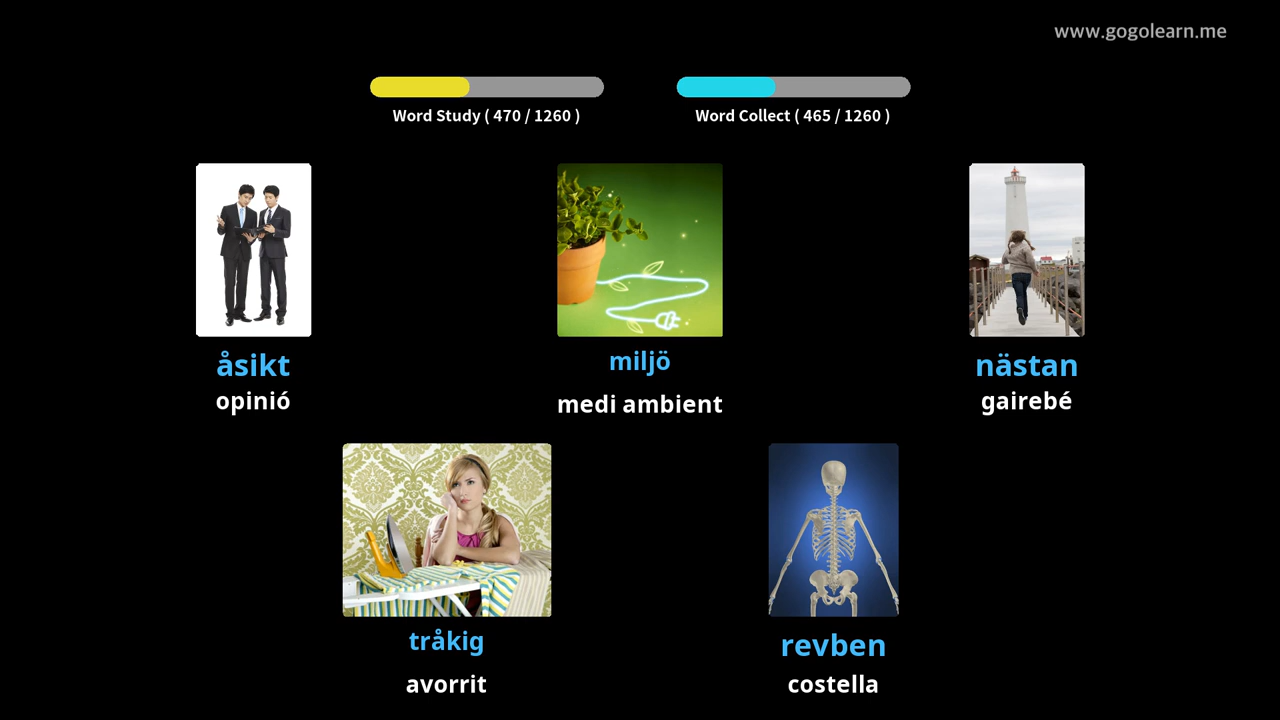 www.gogolearn.me
Word Study ( 470 / 1260 )
Word Collect ( 465 / 1260 )
åsikt
opinió
miljö
medi ambient
nästan
gairebé
tråkig
avorrit
revben
costella